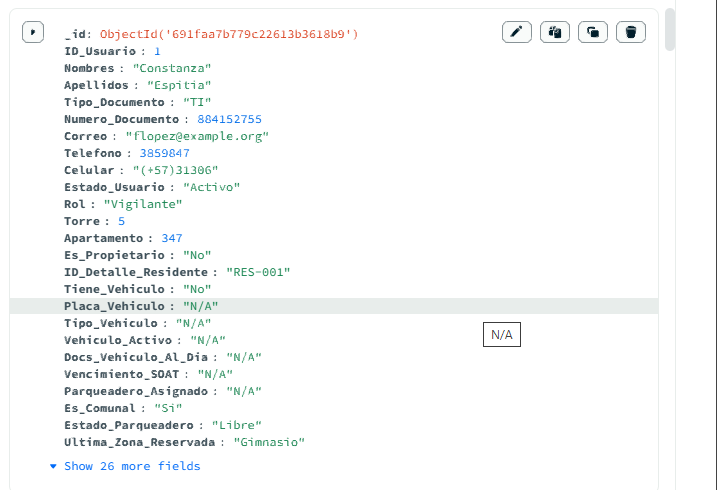 _id: ObjectId('691faa7b779c22613b3618b9')
ID_Usuario : 1
Nombres : "Constanza"
Apellidos : "Espitia"
Tipo_Documento : "TI"
Numero_Documento : 884152755
Correo : "flopez@example.org"
Telefono : 3859847
Celular : "(+57)31306"
Estado_Usuario : "Activo"
Rol : "Vigilante"
Torre : 5
Apartamento : 347
Es_Propietario : "No"
ID_Detalle_Residente : "RES-001"
Tiene_Vehiculo : "No"
Placa_Vehiculo : "N/A"
Tipo_Vehiculo : "N/A"
N/A
Vehiculo_Activo : "N/A"
Docs_Vehiculo_Al_Dia : "N/A"
Vencimiento_SOAT : "N/A"
Parqueadero_Asignado : "N/A"
Es_Comunal : "Si"
Estado_Parqueadero : "Libre"
Ultima_Zona_Reservada : "Gimnasio"
Show 26 more fields